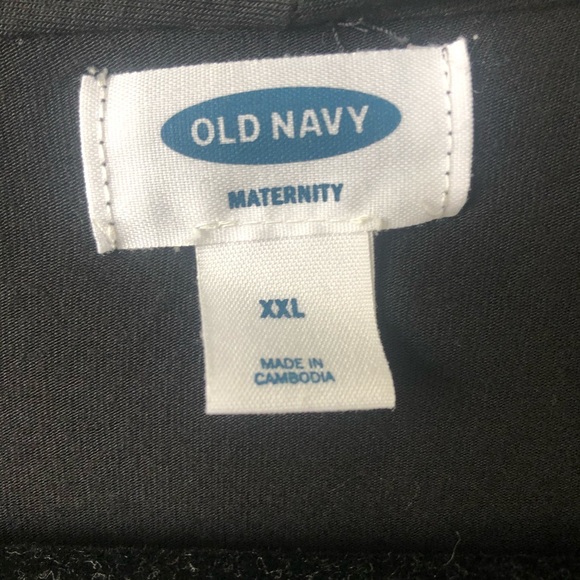 OLD NAVY
MATERNITY
XXL
MADE IN
CAMBODIA